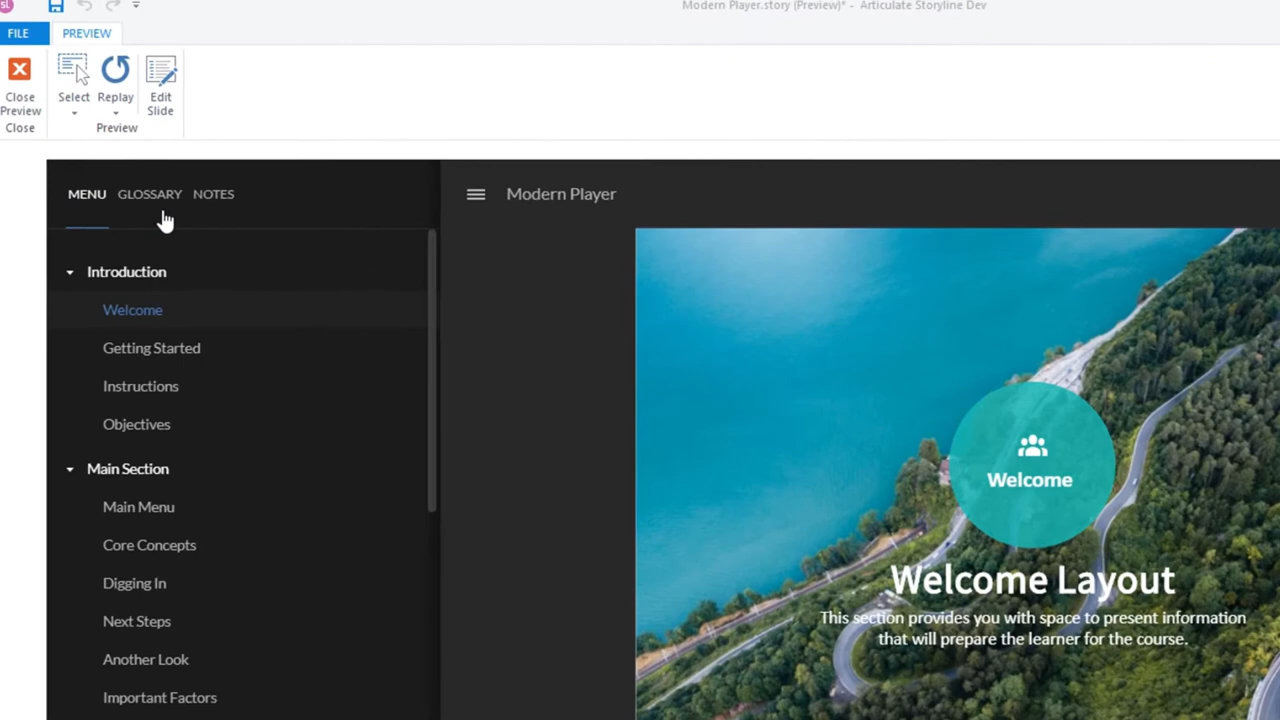 sl
Modern Player.story (Preview)* - Articulate Storyline Dev
FILE
PREVIEW
Close
Preview
Select
Replay
Edit
Slide
Close
Preview
MENU GLOSSARY NOTES
Modern Player
Introduction
Welcome
Getting Started
Instructions
Objectives
Main Section
Main Menu
Core Concepts
Digging In
Next Steps
Another Look
Important Factors
Welcome
Welcome Layout
This section provides you with space to present information
that will prepare the learner for the course.